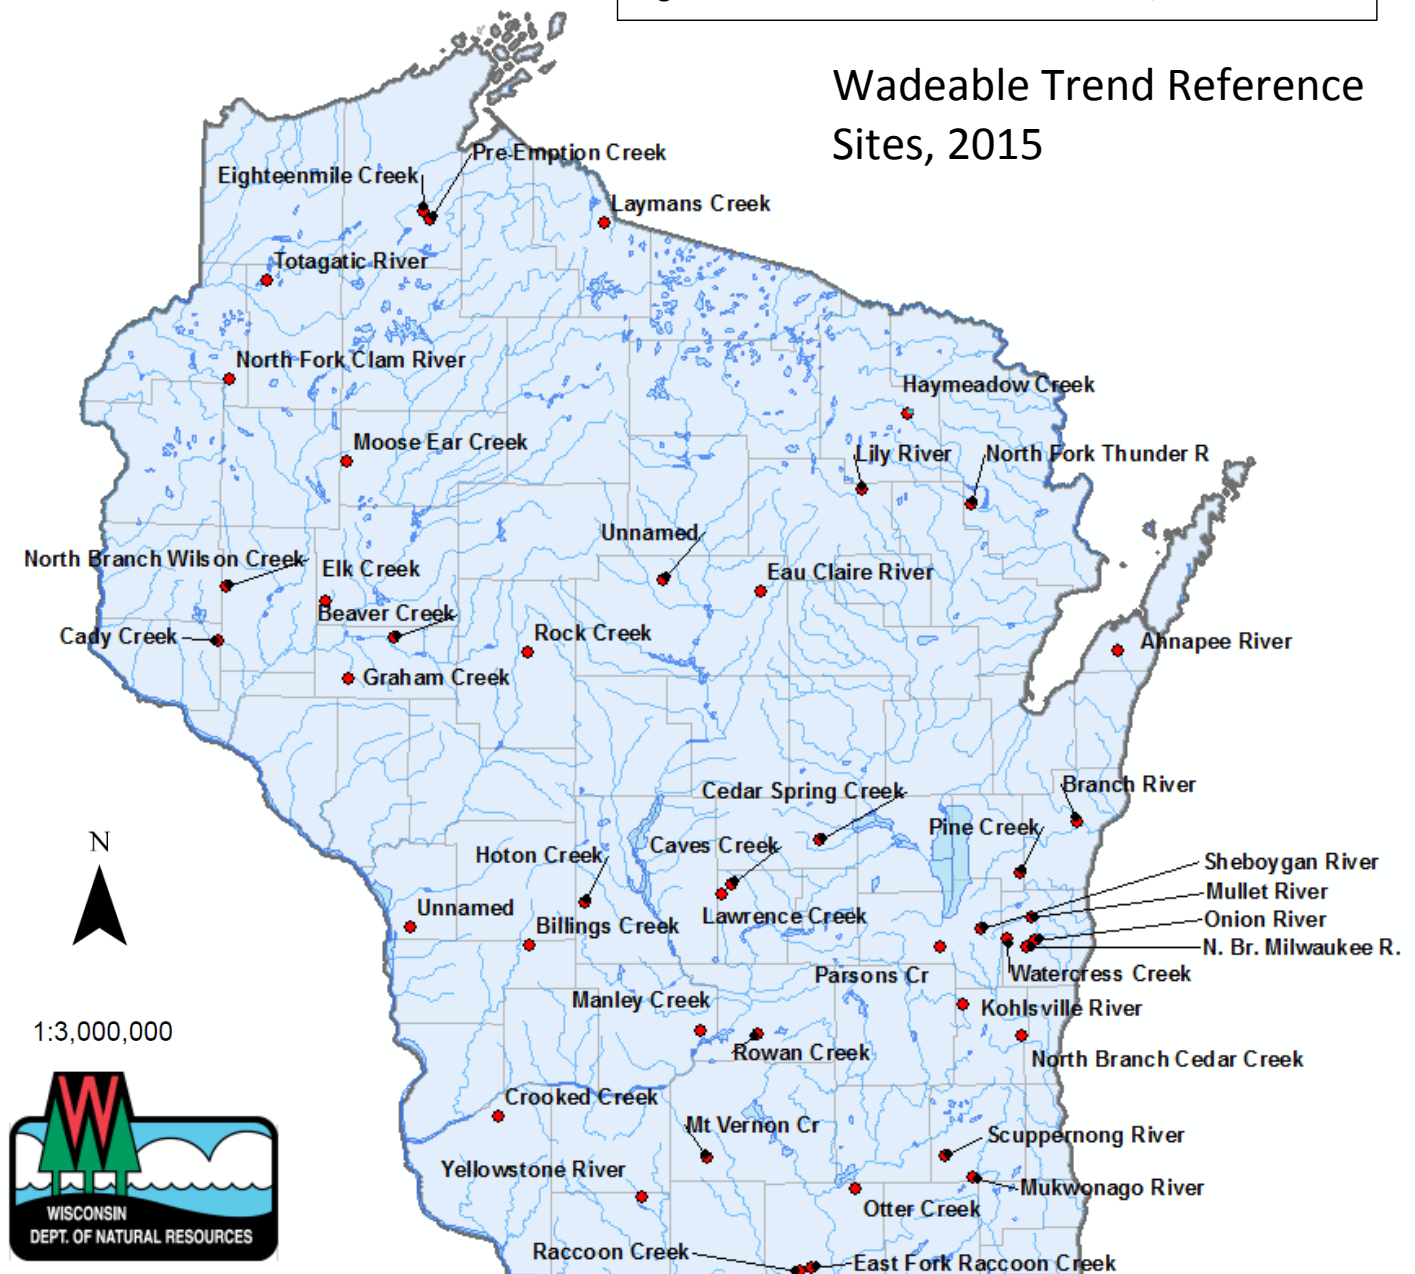 Wadeable Trend Reference
Sites, 2015
Pre-Emption Creek
Eighteenmile Creek
Laymans Creek
Totagatic River
North Fork Clam River
Haymeadow Creek
Moose Ear Creek
Lily River
North Fork Thunder R
Unnamed
North Branch Wilson Creek
Elk Creek
Eau Claire River
Beaver Creek
Cady Creek
Rock Creek
Ahnapee River
Graham Creek
Cedar Spring Creek
Branch River
Pine Creek
N
Hoton Creek
Caves Creek
Sheboygan River
Mullet River
Unnamed
Billings Creek
Lawrence Creek
Onion River
N. Br. Milwaukee R.
Parsons Cr
Watercress Creek
Manley Creek
Kohlsville River
1:3,000,000
Rowan Creek
North Branch Cedar Creek
Crooked Creek
Mt Vernon Cr
Scuppernong River
Yellowstone River
Mukwonago River
Otter Creek
W
WISCONSIN
DEPT. OF NATURAL RESOURCES
Raccoon Creek
East Fork Raccoon Creek